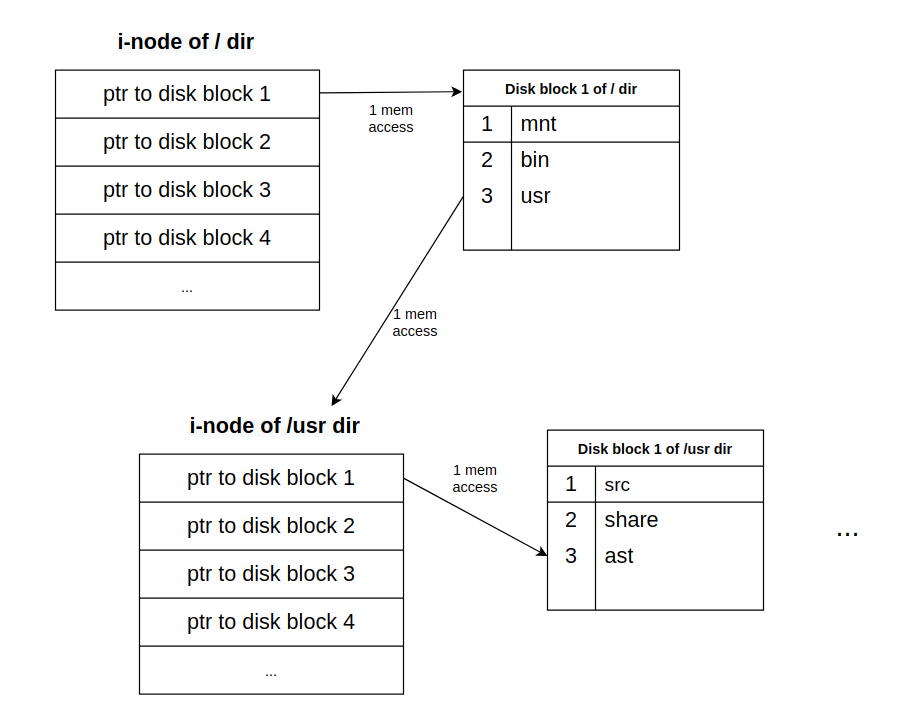 i-node of / dir
ptr to disk block 1
ptr to disk block 2
ptr to disk block 3
ptr to disk block 4
...
1 mem
access
Disk block 1 of / dir
1 mnt
2 bin
3 usr
1 mem
access
i-node of /usr dir
ptr to disk block 1
ptr to disk block 2
ptr to disk block 3
ptr to disk block 4
...
1 mem
access
Disk block 1 of /usr dir
1 src
2 share
3 ast
...